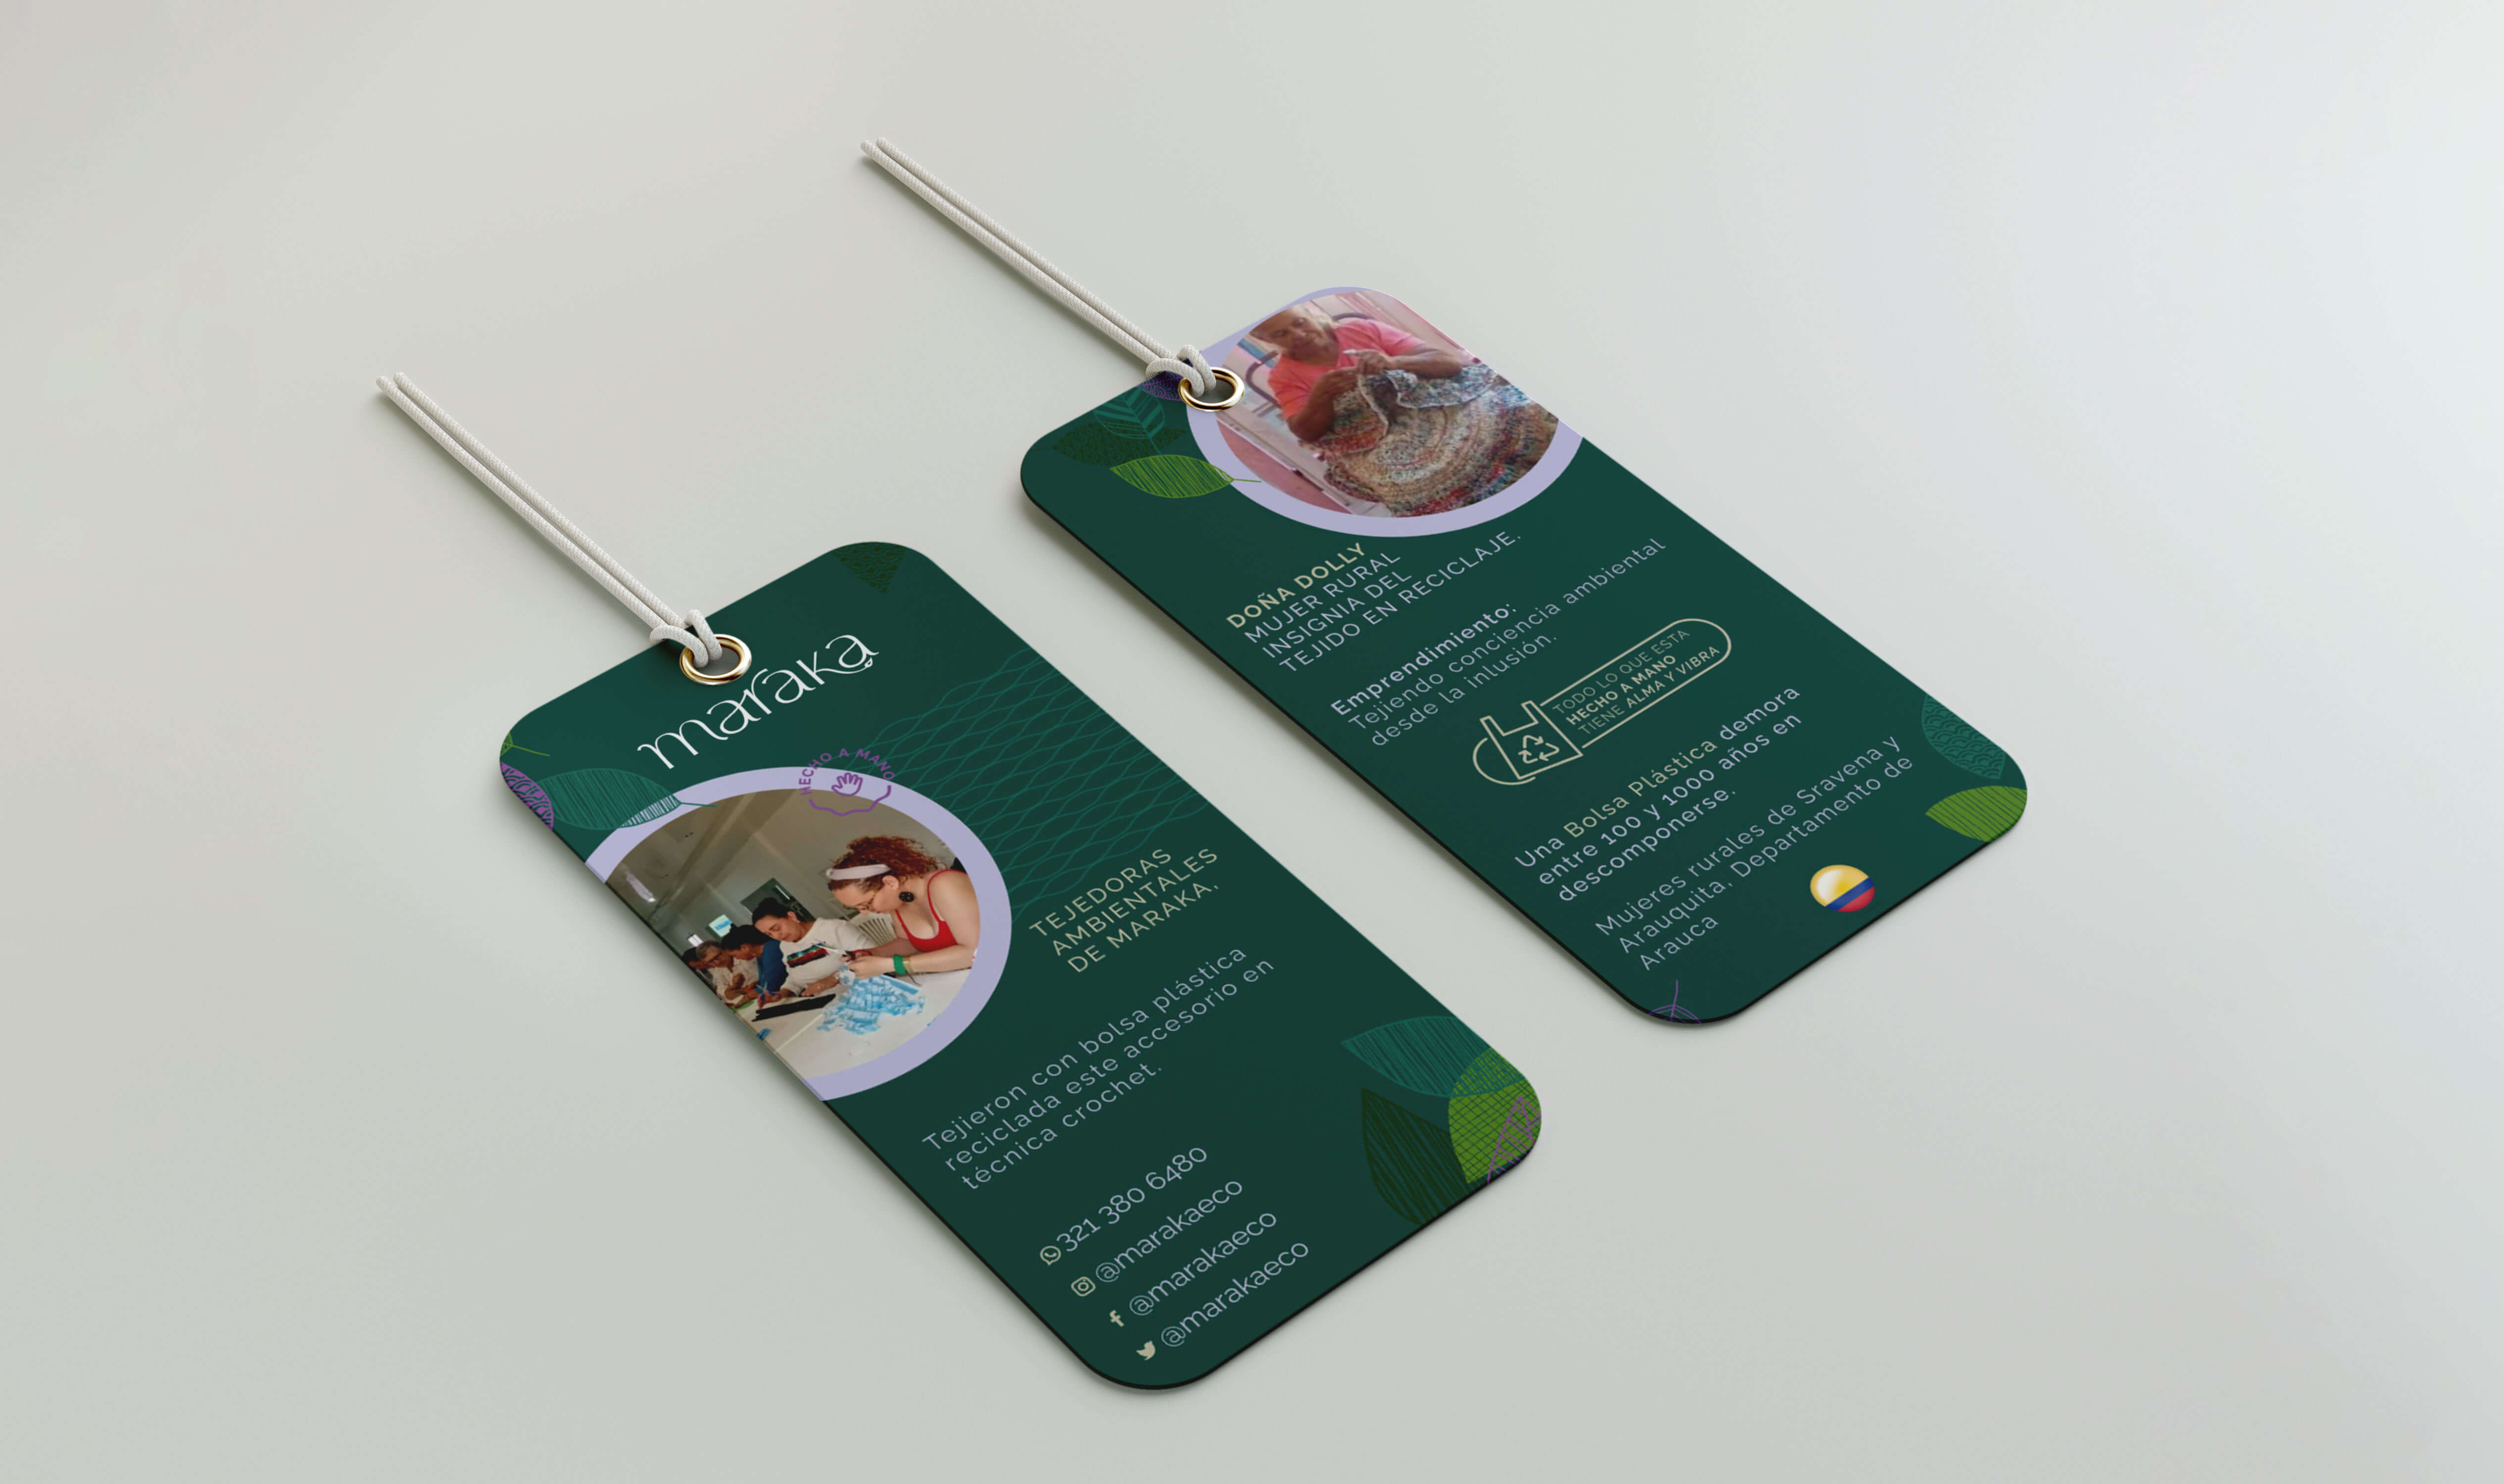 maraka
HECHO A MANO
TEJEDORAS
AMBIENTALES
DE MARAKA,
Tejieron con bolsa plástica
reciclada este accesorio en
técnica crochet.
321 380 6480
@marakaeco
@marakaeco
@marakaeco
DOÑA DOLLY
MUJER RURAL
INSIGNIA DEL
TEJIDO EN RECICLAJE.
Emprendimiento:
Tejiendo conciencia ambiental
desde la inlusión.
TODO LO QUE ESTA
HECHO A MANO
TIENE ALMA Y VIBRA
Una Bolsa Plástica demora
entre 100 y 1000 años en
descomponerse.
Mujeres rurales de Sravena y
Arauquita, Departamento de
Arauca